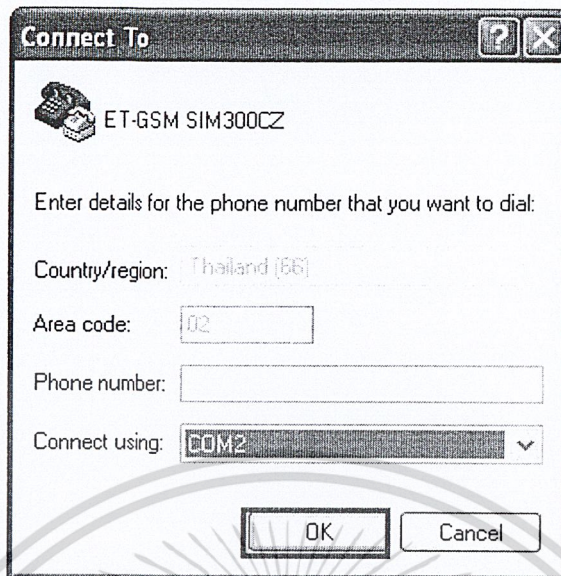 Connect To
ET-GSM SIM300CZ
Enter details for the phone number that you want to dial:
Country/region: Thailand (66)
Area code: 02
Phone number:
Connect using: COM2
OK Cancel